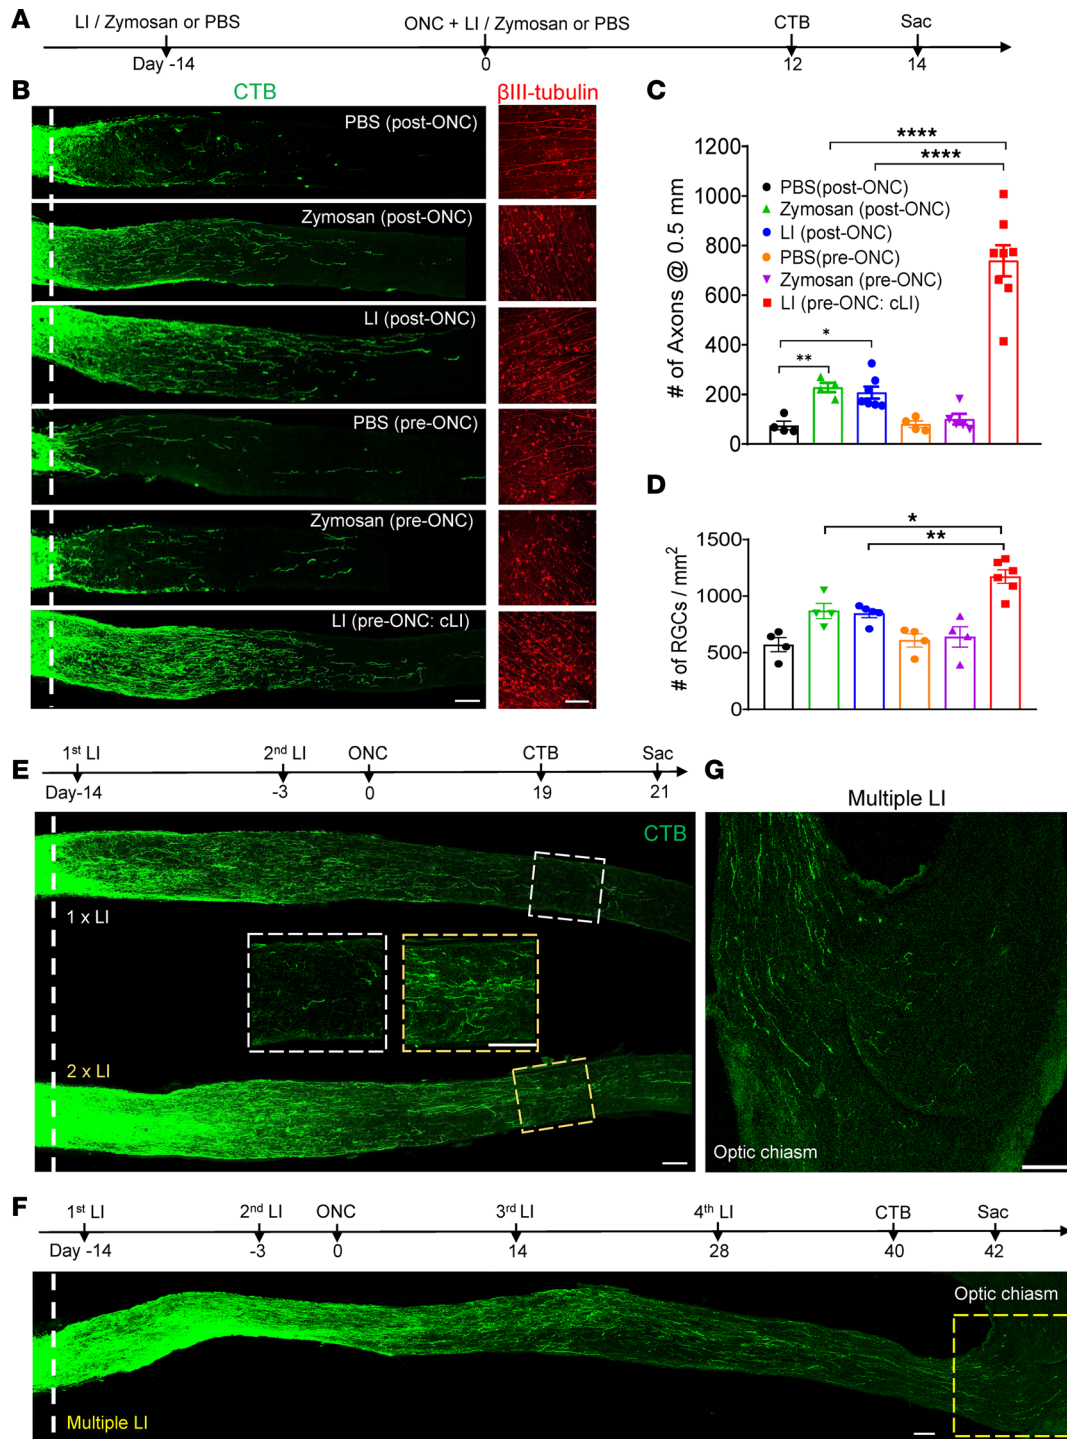 A
LI / Zymosan or PBS
ONC + LI / Zymosan or PBS
CTB
Sac
Day -14
0
12
14
B
CTB
βIII-tubulin
PBS (post-ONC)
Zymosan (post-ONC)
LI (post-ONC)
PBS (pre-ONC)
Zymosan (pre-ONC)
LI (pre-ONC: cLI)
C
# of Axons @ 0.5 mm
1200
1000
800
600
400
200
0
****
****
*
**
PBS(post-ONC)
Zymosan (post-ONC)
LI (post-ONC)
PBS(pre-ONC)
Zymosan (pre-ONC)
LI (pre-ONC: cLI)
D
# of RGCs / mm²
1500
1000
500
0
*
**
E
1st LI
2nd LI
ONC
CTB
Sac
Day-14
-3
0
19
21
CTB
1 x LI
2 x LI
G
Multiple LI
Optic chiasm
F
1st LI
2nd LI
ONC
3rd LI
4th LI
CTB
Sac
Day -14
-3
0
14
28
40
42
Optic chiasm
Multiple LI